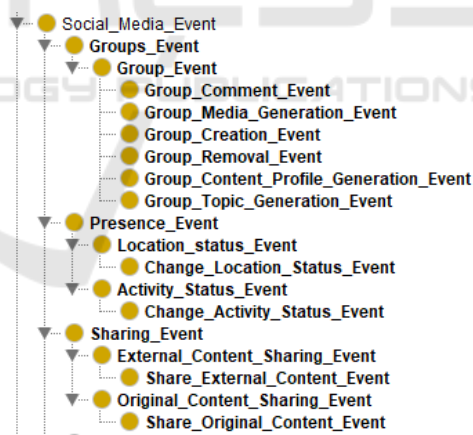 Social_Media_Event
Groups_Event
Group_Event
Group_Comment_Event
Group_Media_Generation_Event
Group_Creation_Event
Group_Removal_Event
Group_Content_Profile_Generation_Event
Group_Topic_Generation_Event
Presence_Event
Location_status_Event
Change_Location_Status_Event
Activity_Status_Event
Change_Activity_Status_Event
Sharing_Event
External_Content_Sharing_Event
Share_External_Content_Event
Original_Content_Sharing_Event
Share_Original_Content_Event